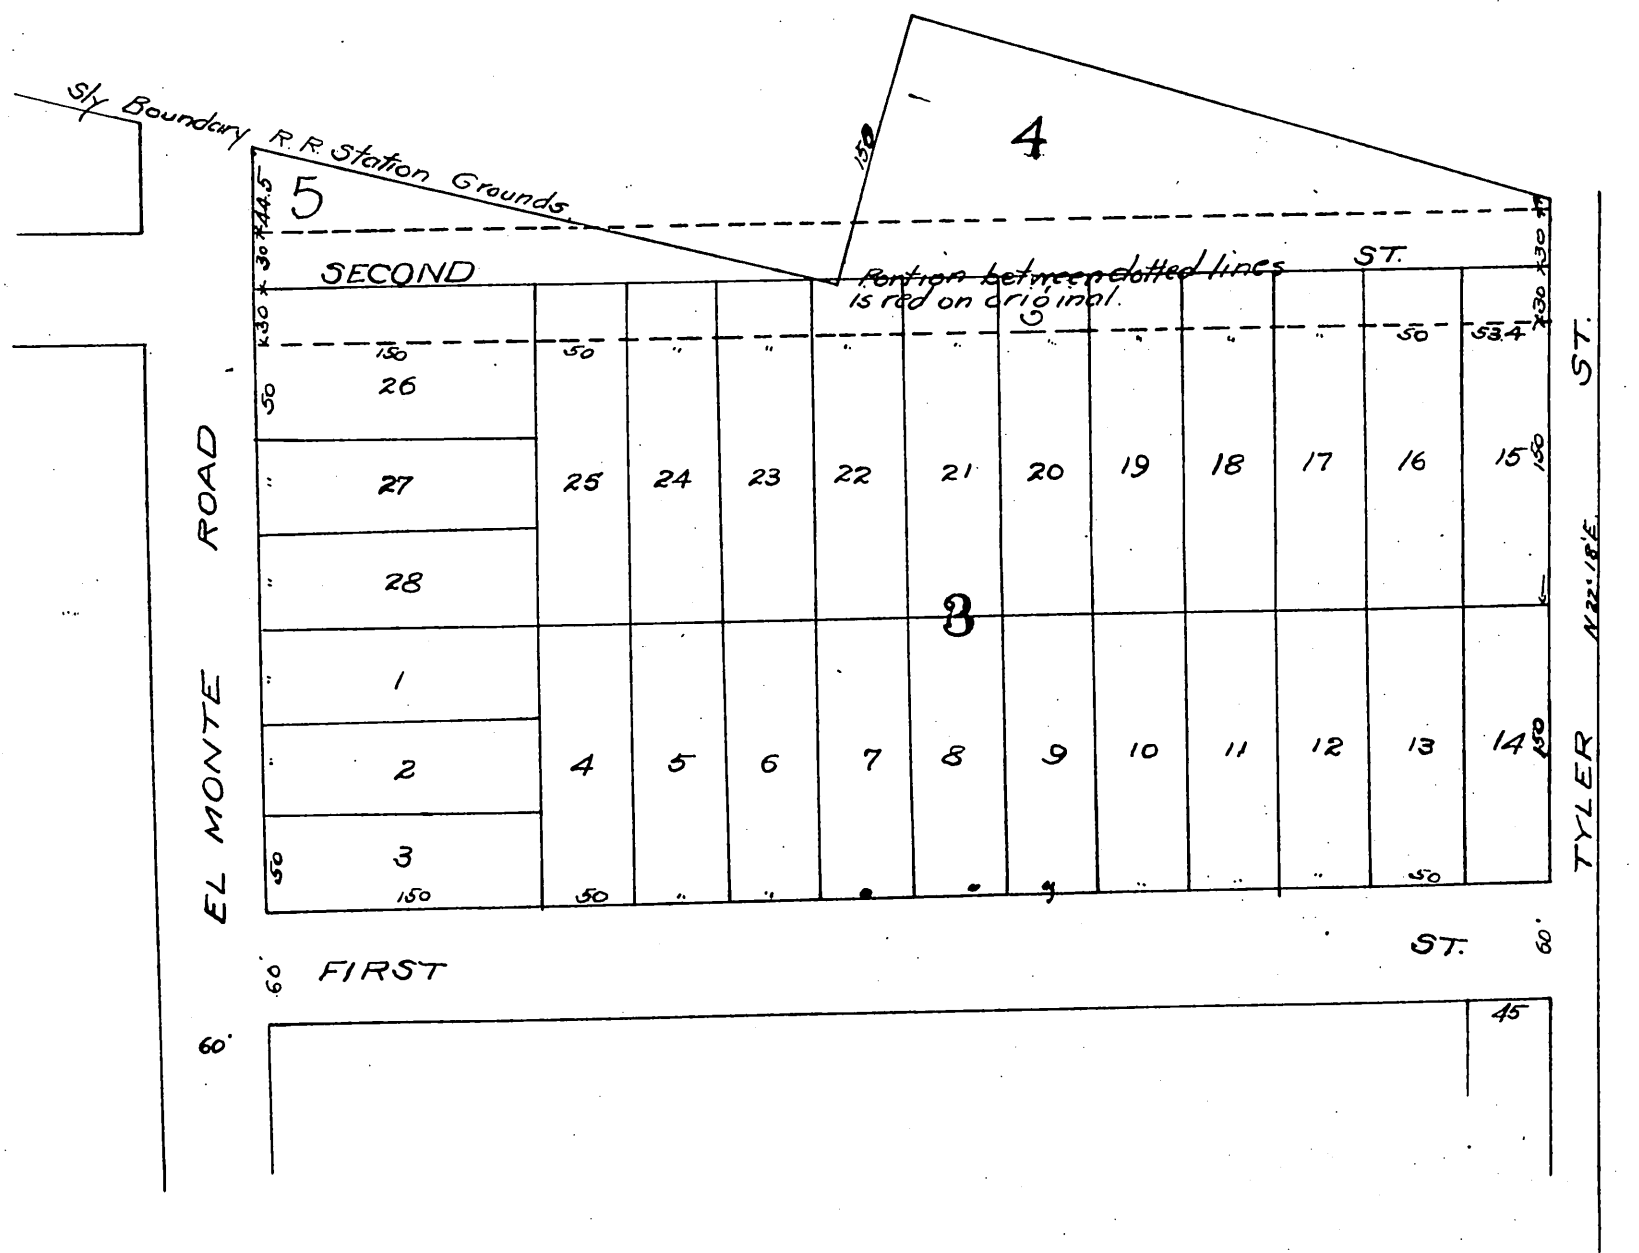 Sly Boundary R.R. Station Grounds.
150
1
4
5
44.5
30
30
SECOND ST.
Portion between dotted lines
is red on original.
30
30
150 50 " " " " " " " " " 50 53.4
50
26
" 27
" 28
25 24 23 22 21 20 19 18 17 16 15
150
3
" 1
" 2
50
3
4 5 6 7 8 9 10 11 12 13 14
150
150 50 " " " " " " 50
EL MONTE ROAD
TYLER ST.
N22°18'E.
60'
FIRST ST.
60'
60'
45